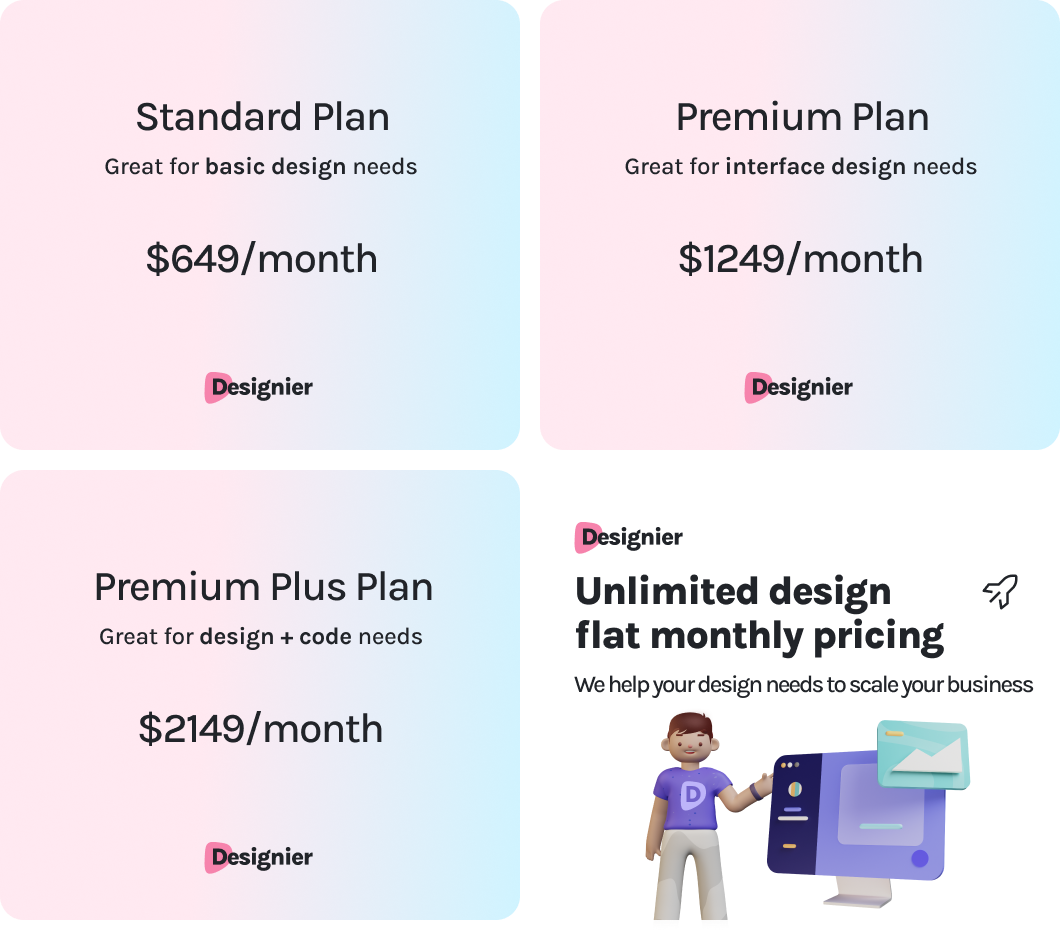 Standard Plan
Great for basic design needs
$649/month
Designier
Premium Plan
Great for interface design needs
$1249/month
Designier
Premium Plus Plan
Great for design + code needs
$2149/month
Designier
Designier
Unlimited design
flat monthly pricing
We help your design needs to scale your business
D